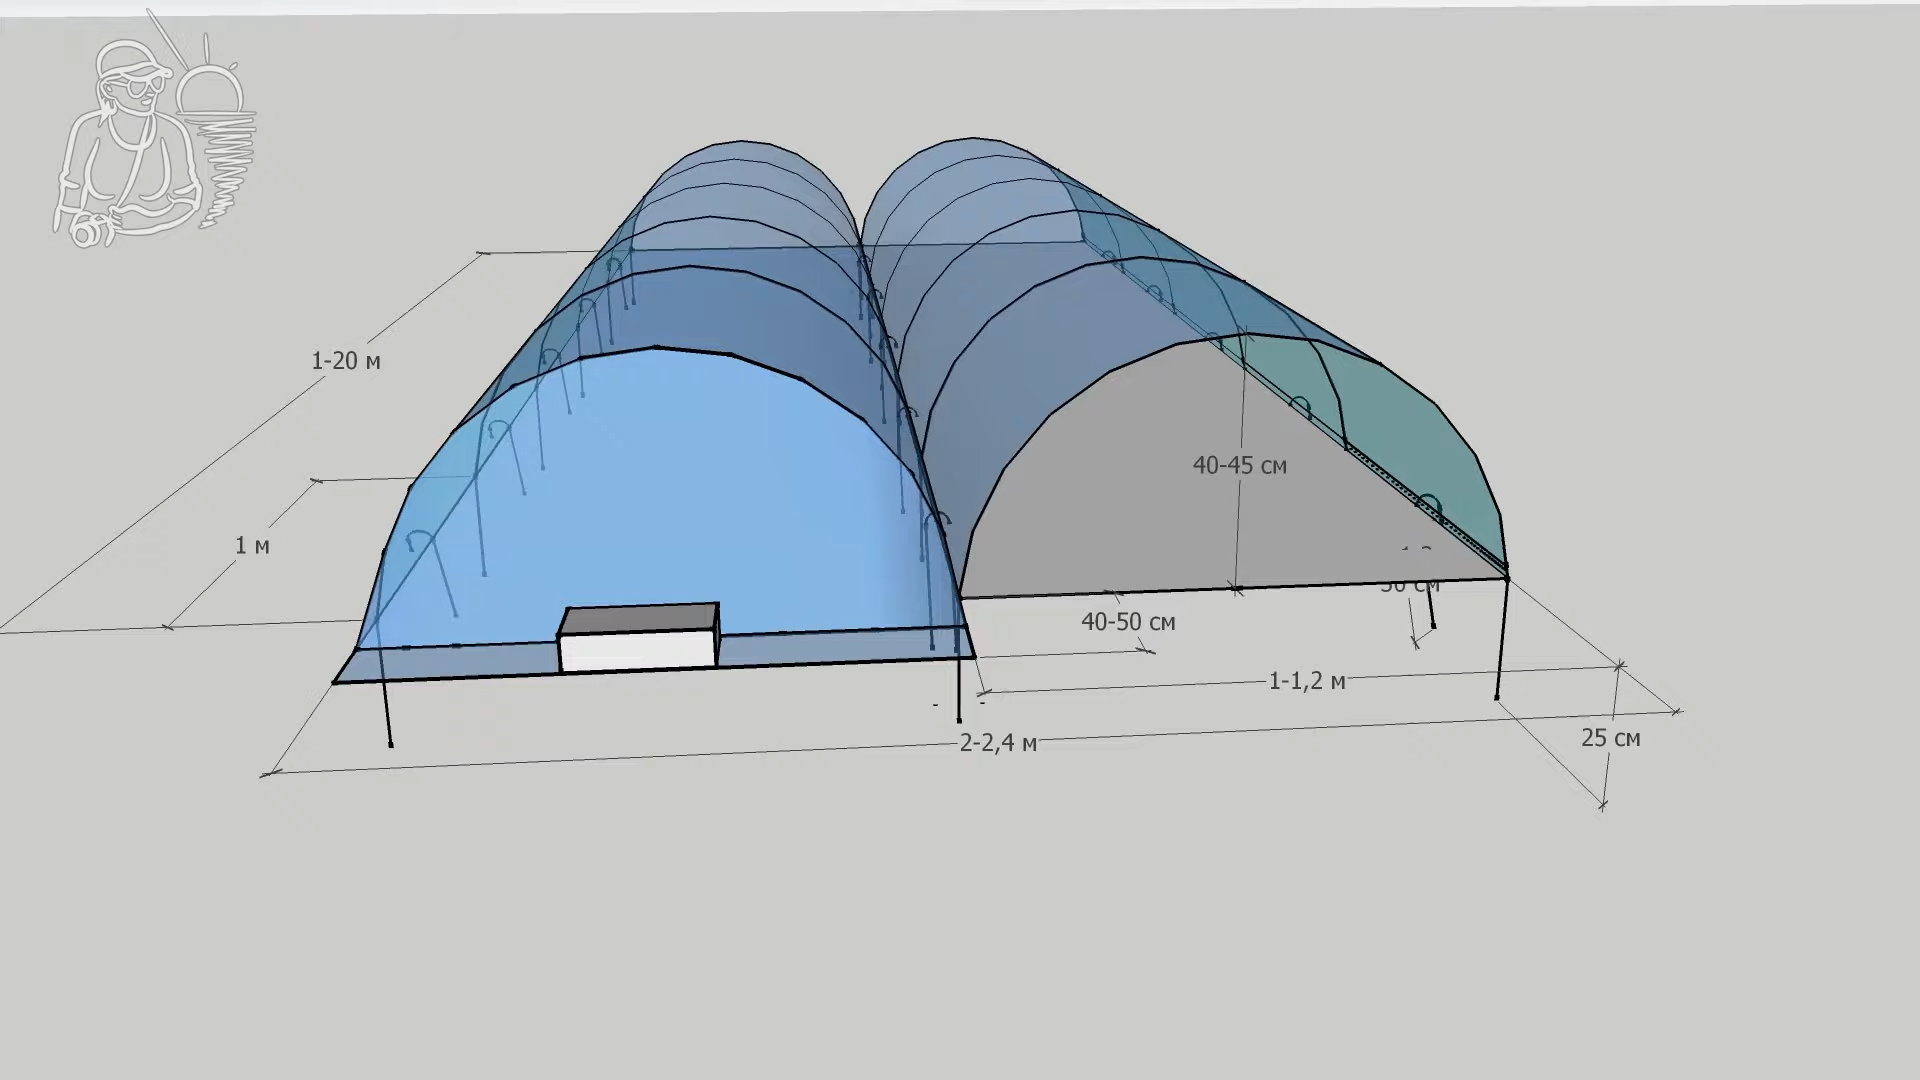 1-20 м
40-45 см
1 м
40-50 см
1-1,2 м
25 см
2-2,4 м